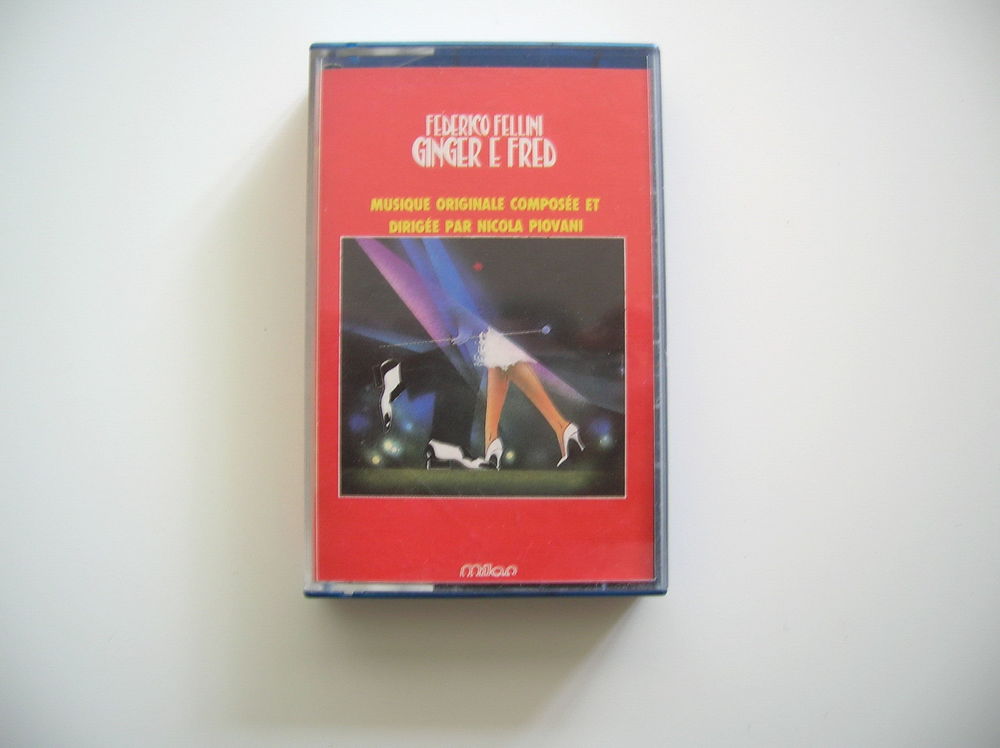 FEDERICO FELLINI
GINGER E FRED
MUSIQUE ORIGINALE COMPOSÉE ET
DIRIGÉE PAR NICOLA PIOVANI
milan